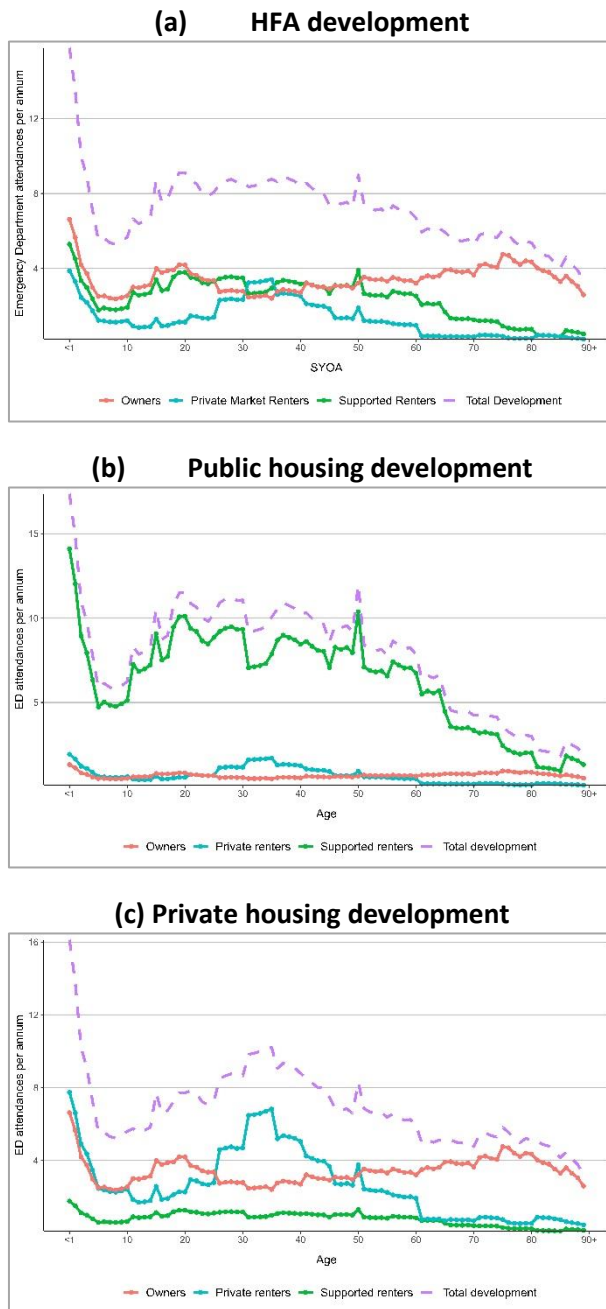 (a) HFA development
Emergency Department attendances per annum
12
8
4
<1 10 20 30 40 50 60 70 80 90+
SYOA
Owners Private Market Renters Supported Renters Total Development
(b) Public housing development
ED attendances per annum
15
10
5
<1 10 20 30 40 50 60 70 80 90+
Age
Owners Private renters Supported renters Total development
(c) Private housing development
ED attendances per annum
16
12
8
4
<1 10 20 30 40 50 60 70 80 90+
Age
Owners Private renters Supported renters Total development